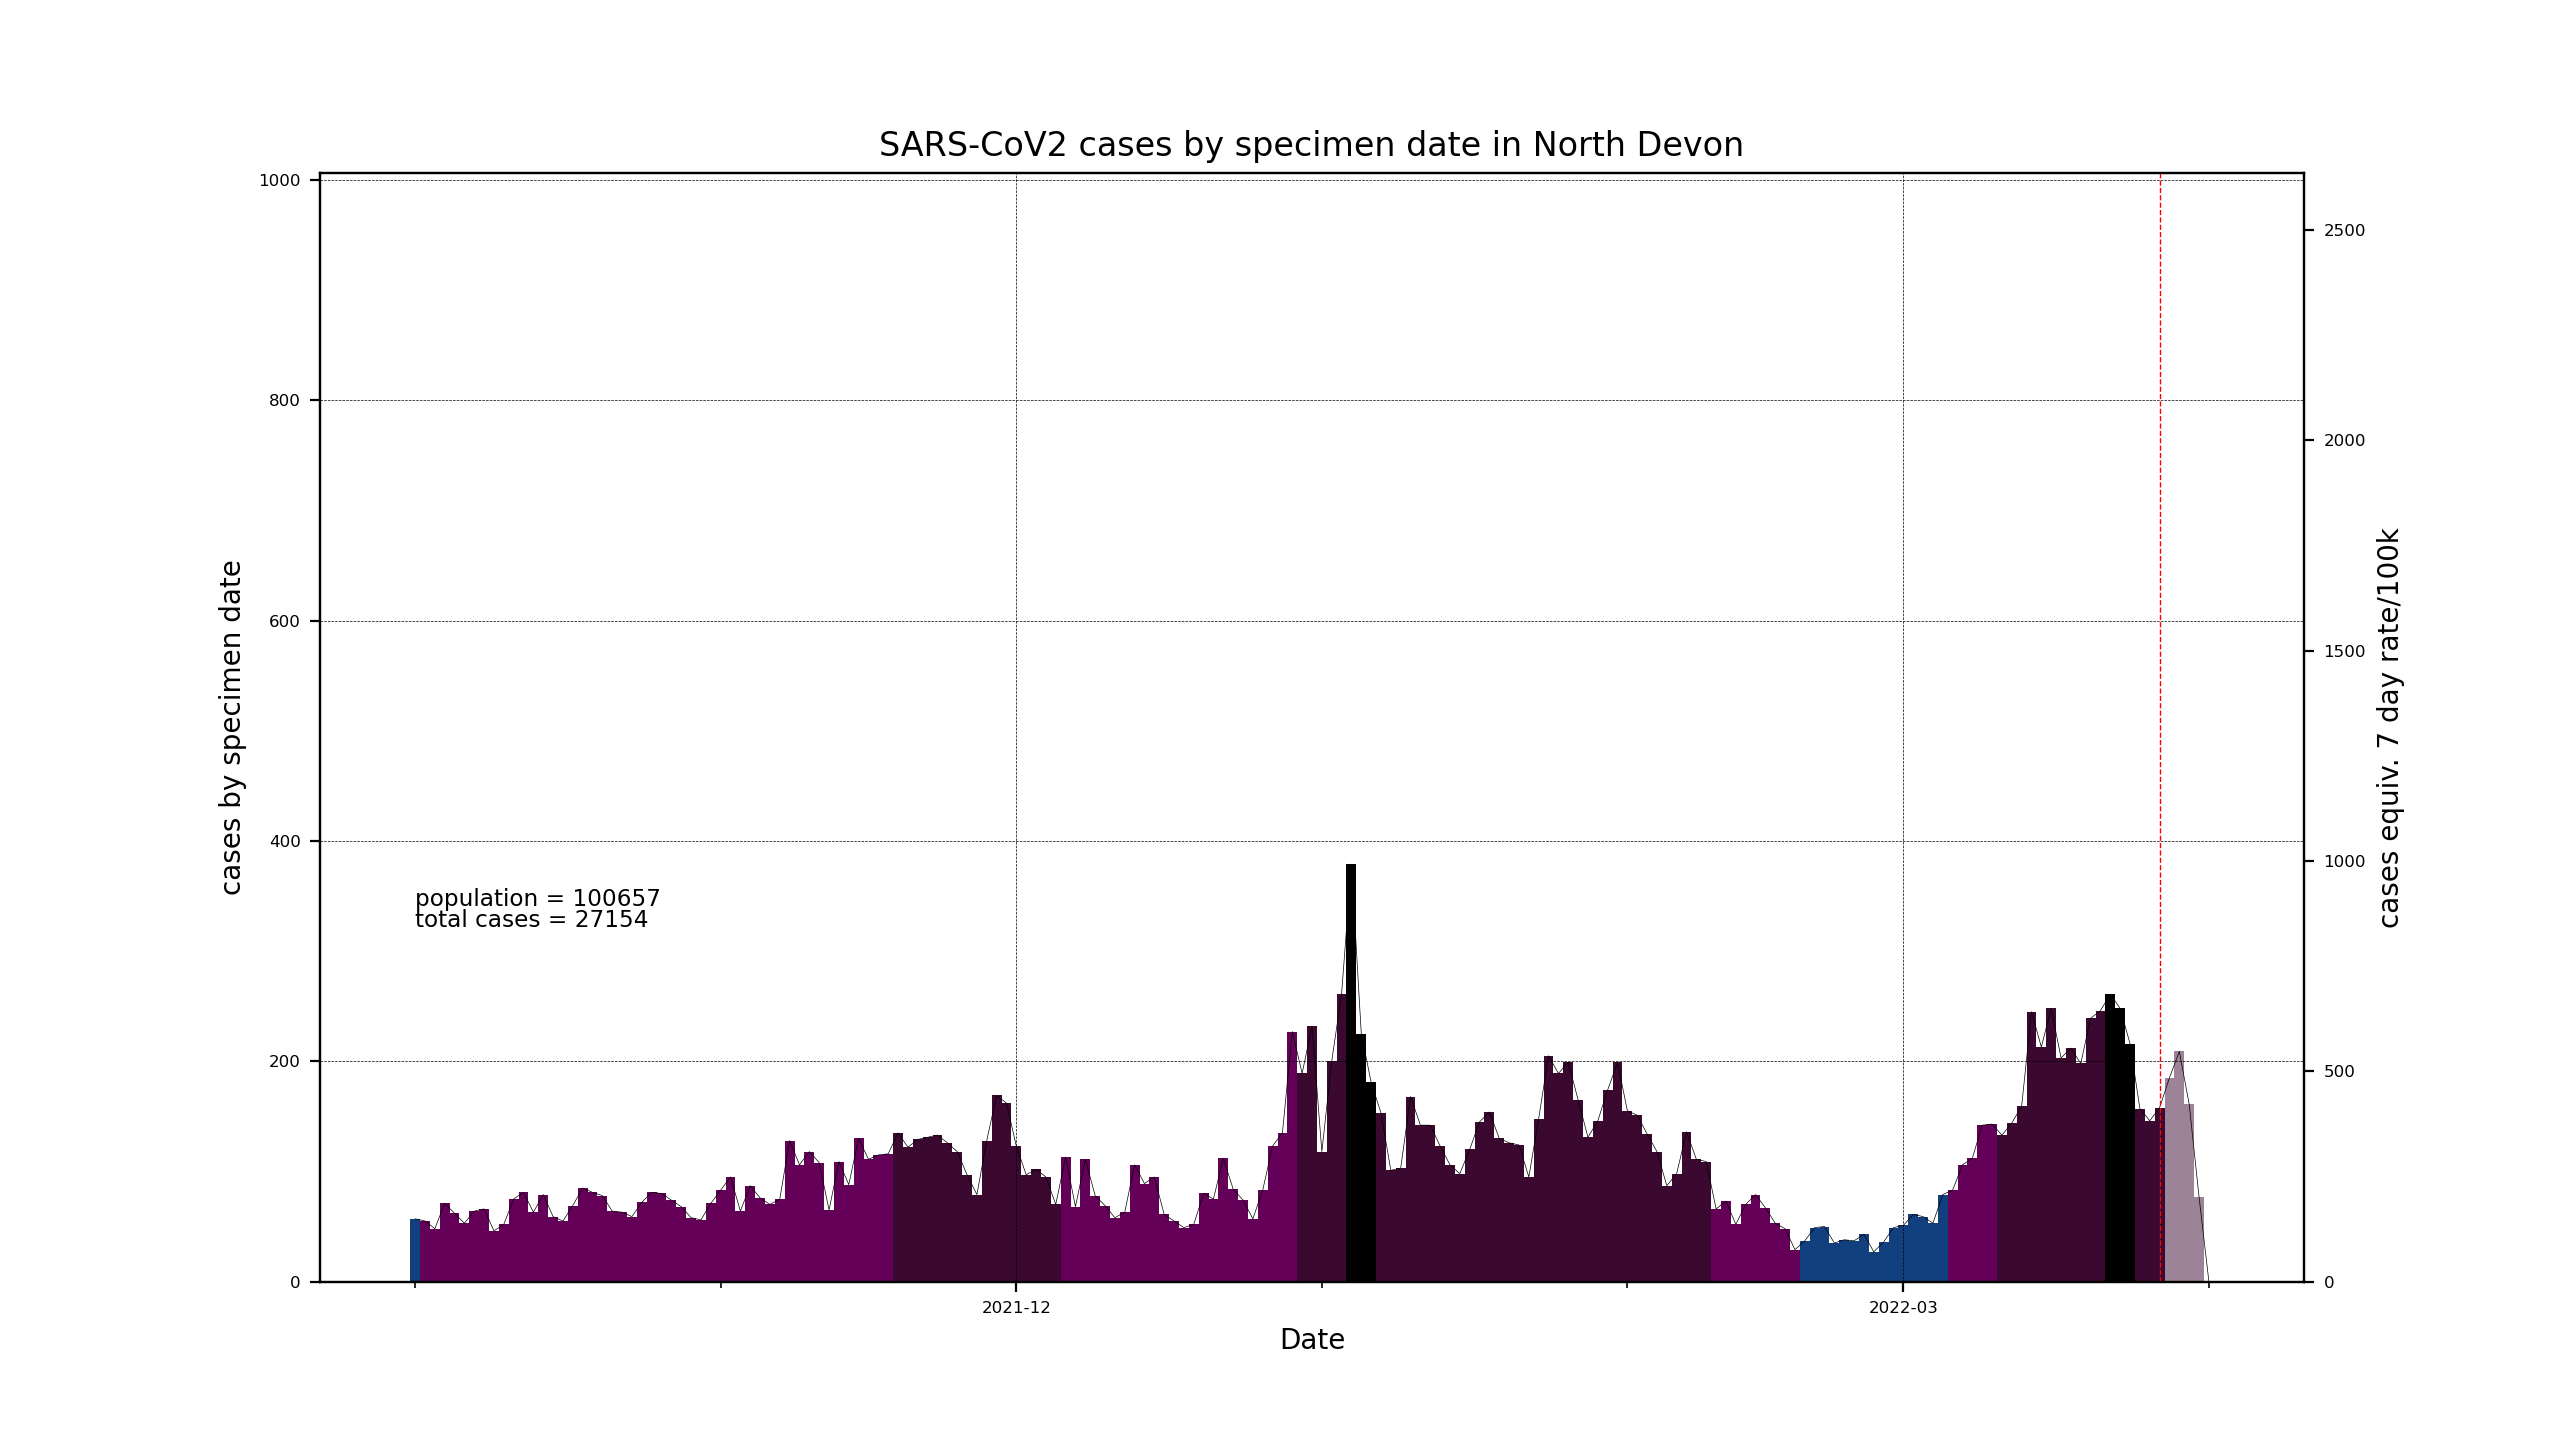 SARS-CoV2 cases by specimen date in North Devon
1000
800
600
400
200
0
cases by specimen date
population = 100657
total cases = 27154
2500
2000
1500
1000
500
0
cases equiv. 7 day rate/100k
2021-12
2022-03
Date